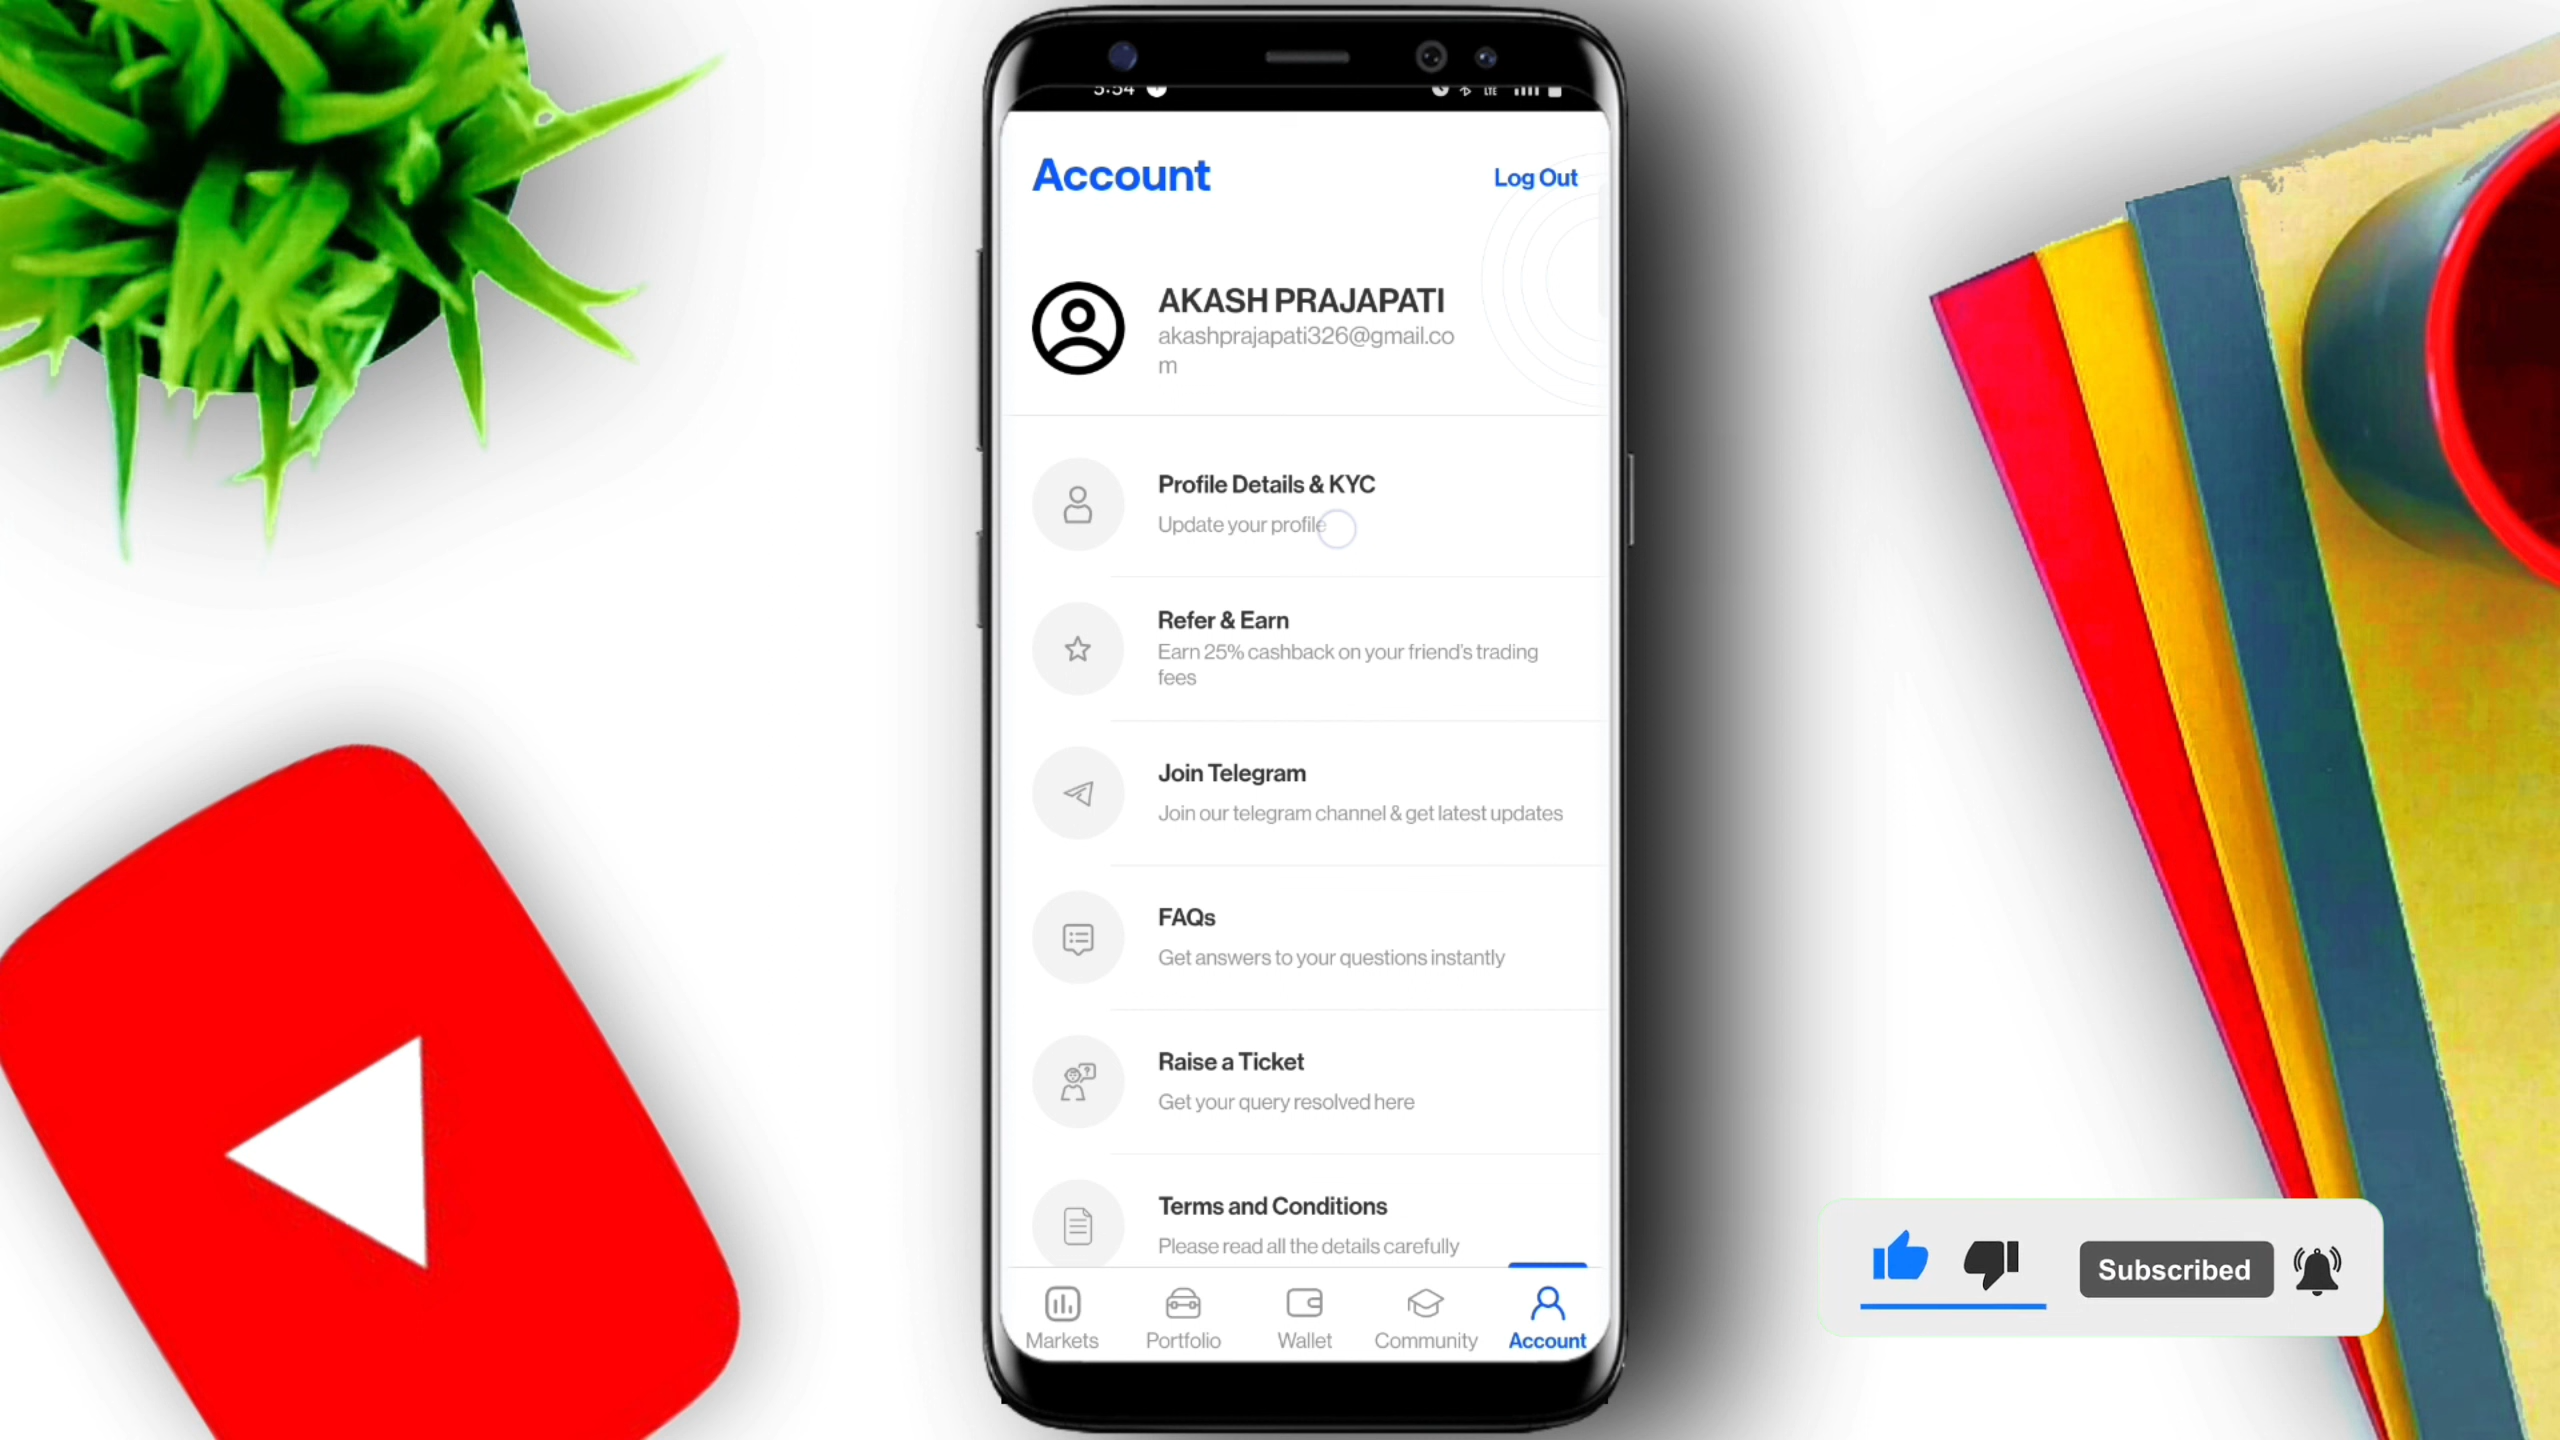 5:54
LTE
Account
Log Out
AKASH PRAJAPATI
akashprajapati326@gmail.co
m
Profile Details & KYC
Update your profile
Refer & Earn
Earn 25% cashback on your friend's trading
fees
Join Telegram
Join our telegram channel & get latest updates
FAQs
Get answers to your questions instantly
Raise a Ticket
Get your query resolved here
Terms and Conditions
Please read all the details carefully
Markets
Portfolio
Wallet
Community
Account
Subscribed